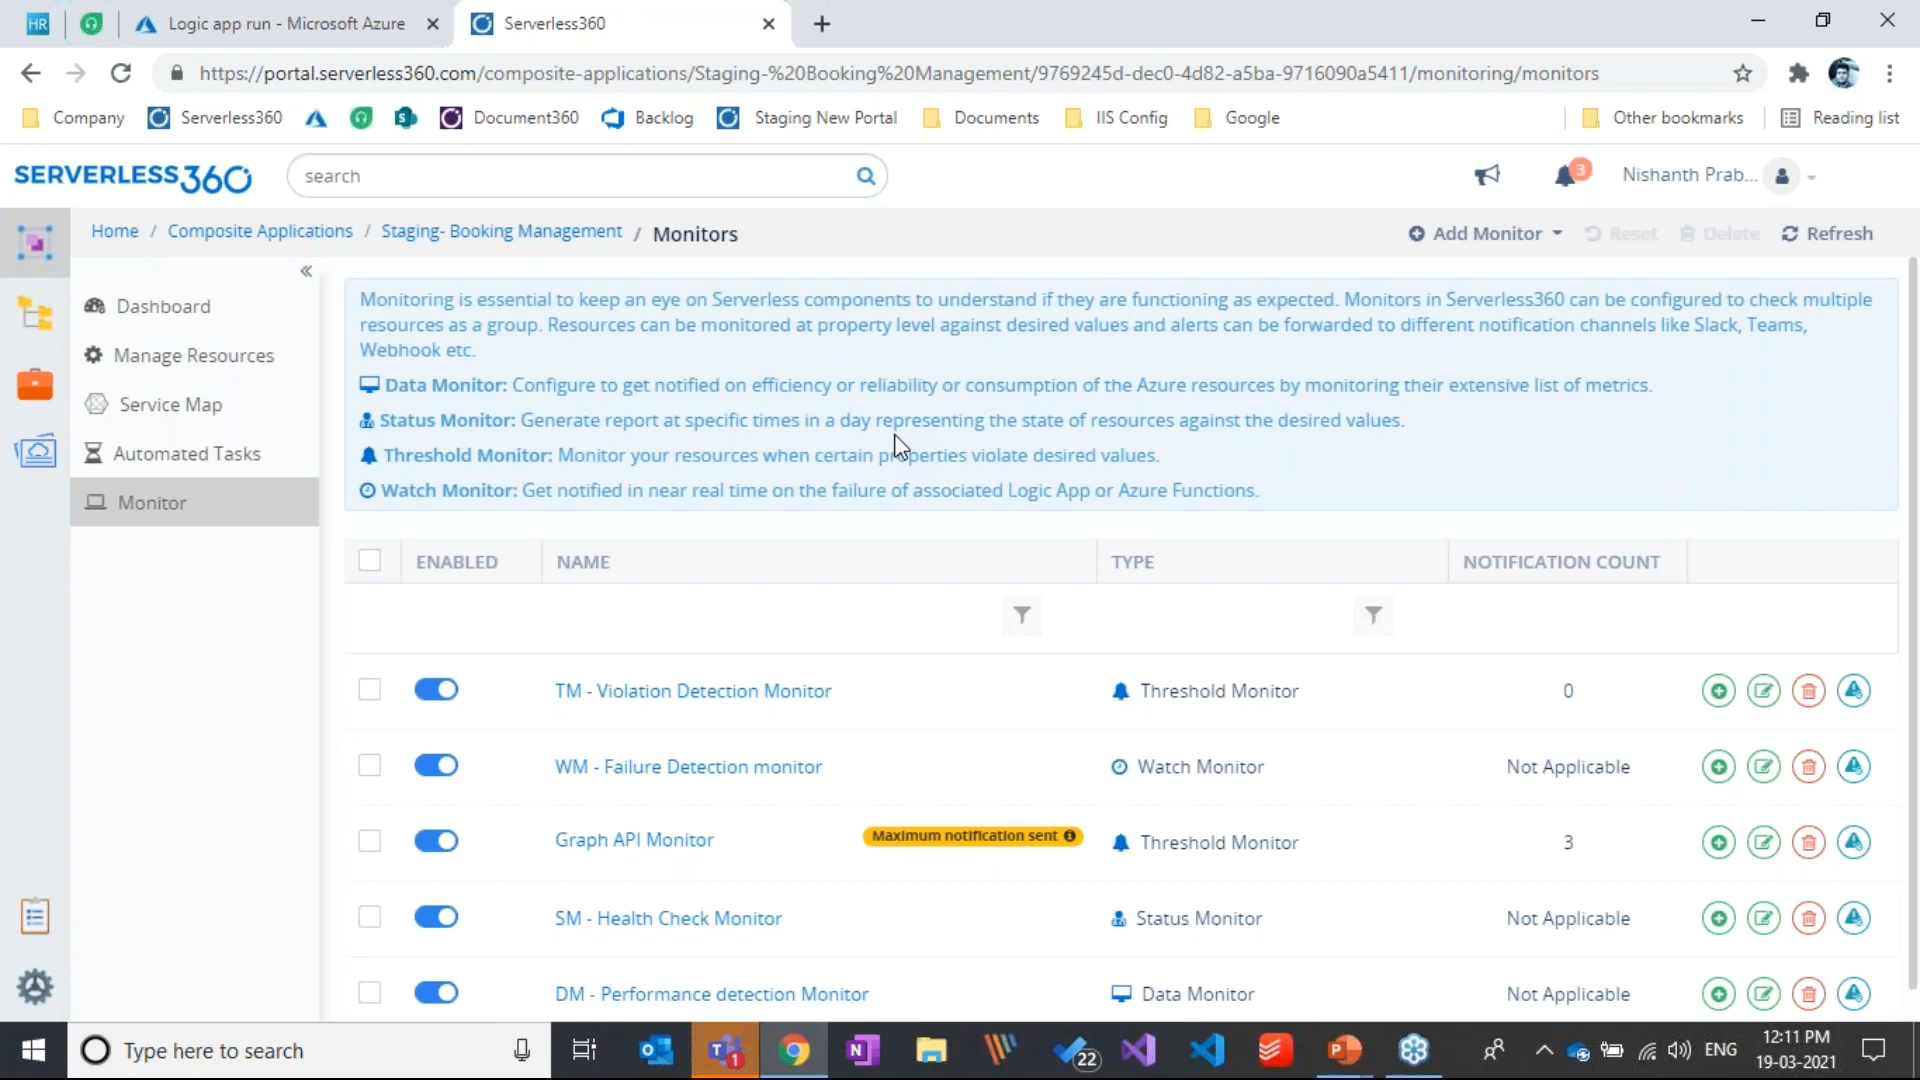 HR
Logic app run - Microsoft Azure
Serverless360
https://portal.serverless360.com/composite-applications/Staging-%20Booking%20Management/9769245d-dec0-4d82-a5ba-9716090a5411/monitoring/monitors
Company
Serverless360
Document360
Backlog
Staging New Portal
Documents
IIS Config
Google
Other bookmarks
Reading list
SERVERLESS360
search
3
Nishanth Prab...
Home / Composite Applications / Staging- Booking Management / Monitors
Add Monitor
Reset
Delete
Refresh
Dashboard
Manage Resources
Service Map
Automated Tasks
Monitor
Monitoring is essential to keep an eye on Serverless components to understand if they are functioning as expected. Monitors in Serverless360 can be configured to check multiple
resources as a group. Resources can be monitored at property level against desired values and alerts can be forwarded to different notification channels like Slack, Teams,
Webhook etc.
Data Monitor: Configure to get notified on efficiency or reliability or consumption of the Azure resources by monitoring their extensive list of metrics.
Status Monitor: Generate report at specific times in a day representing the state of resources against the desired values.
Threshold Monitor: Monitor your resources when certain properties violate desired values.
Watch Monitor: Get notified in near real time on the failure of associated Logic App or Azure Functions.
ENABLED NAME TYPE NOTIFICATION COUNT
TM - Violation Detection Monitor Threshold Monitor 0
WM - Failure Detection monitor Watch Monitor Not Applicable
Graph API Monitor Maximum notification sent Threshold Monitor 3
SM - Health Check Monitor Status Monitor Not Applicable
DM - Performance detection Monitor Data Monitor Not Applicable
Type here to search
1
22
ENG
12:11 PM
19-03-2021